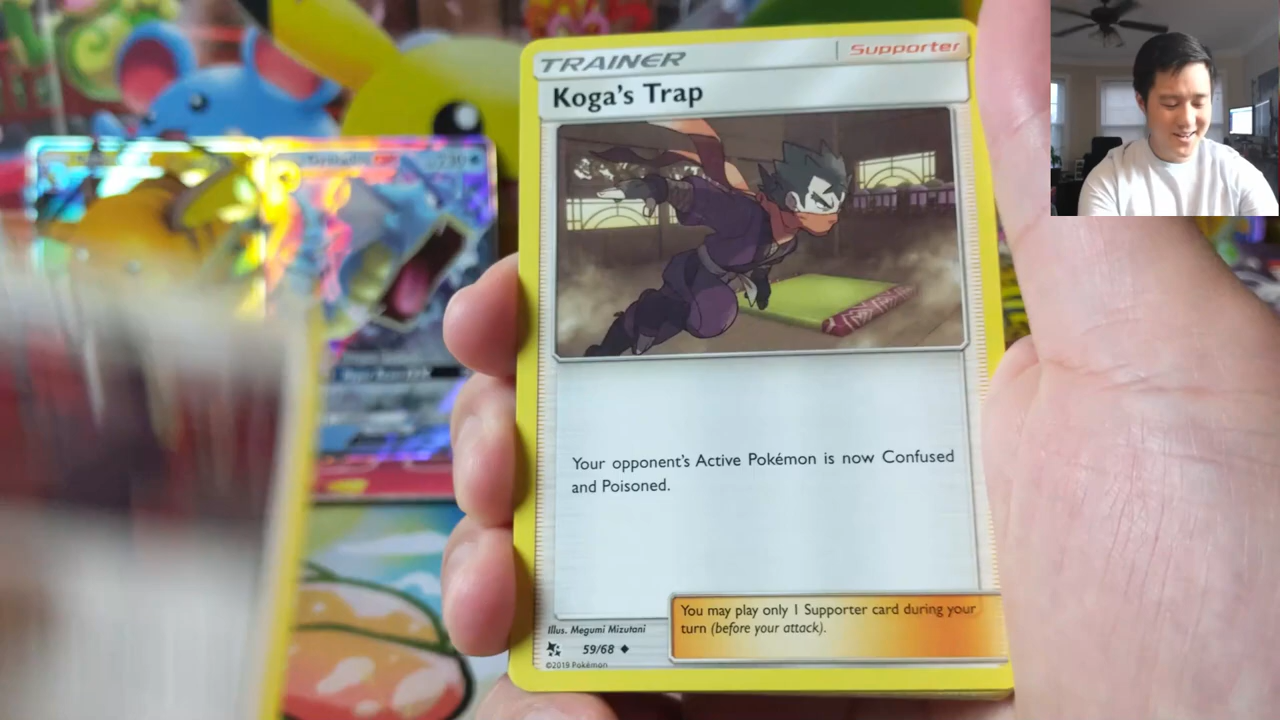 TRAINER
Supporter
Koga's Trap
Your opponent's Active Pokémon is now Confused
and Poisoned.
You may play only 1 Supporter card during your
turn (before your attack).
Illus. Megumi Mizutani
59/68
©2019 Pokémon